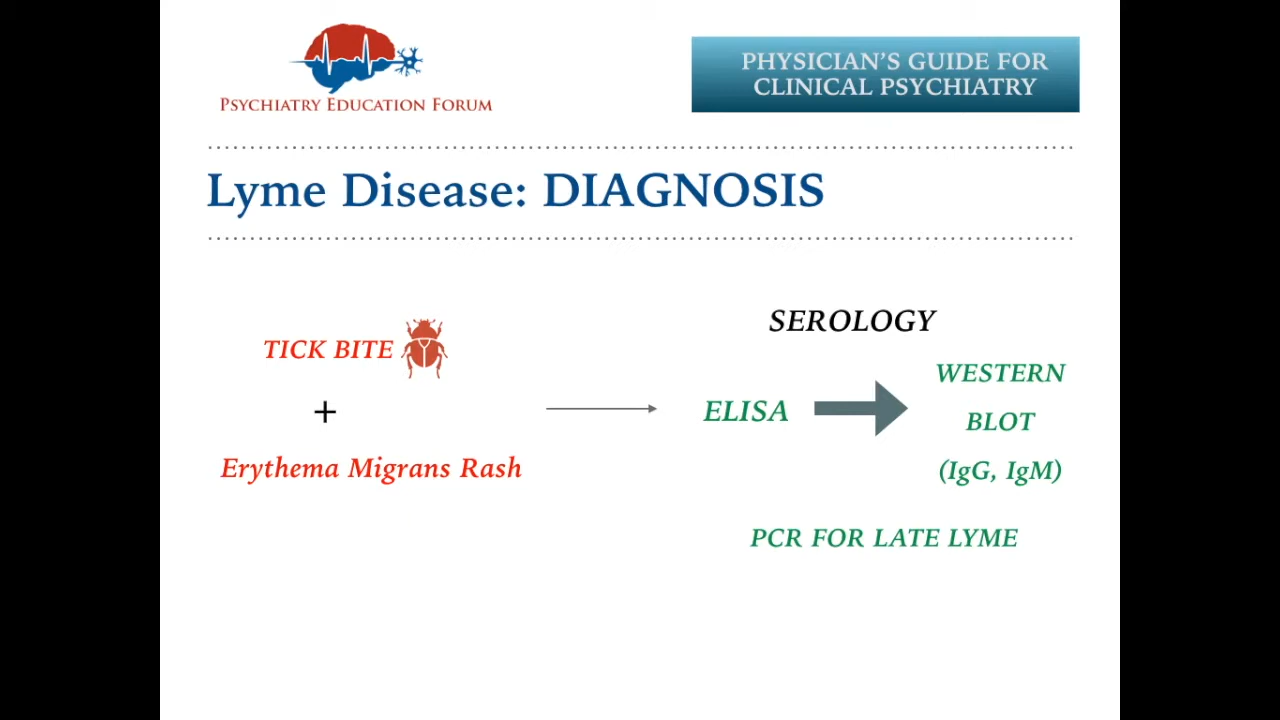 PSYCHIATRY EDUCATION FORUM
PHYSICIAN'S GUIDE FOR
CLINICAL PSYCHIATRY
Lyme Disease: DIAGNOSIS
TICK BITE
+
Erythema Migrans Rash
SEROLOGY
ELISA
WESTERN
BLOT
(IgG, IgM)
PCR FOR LATE LYME